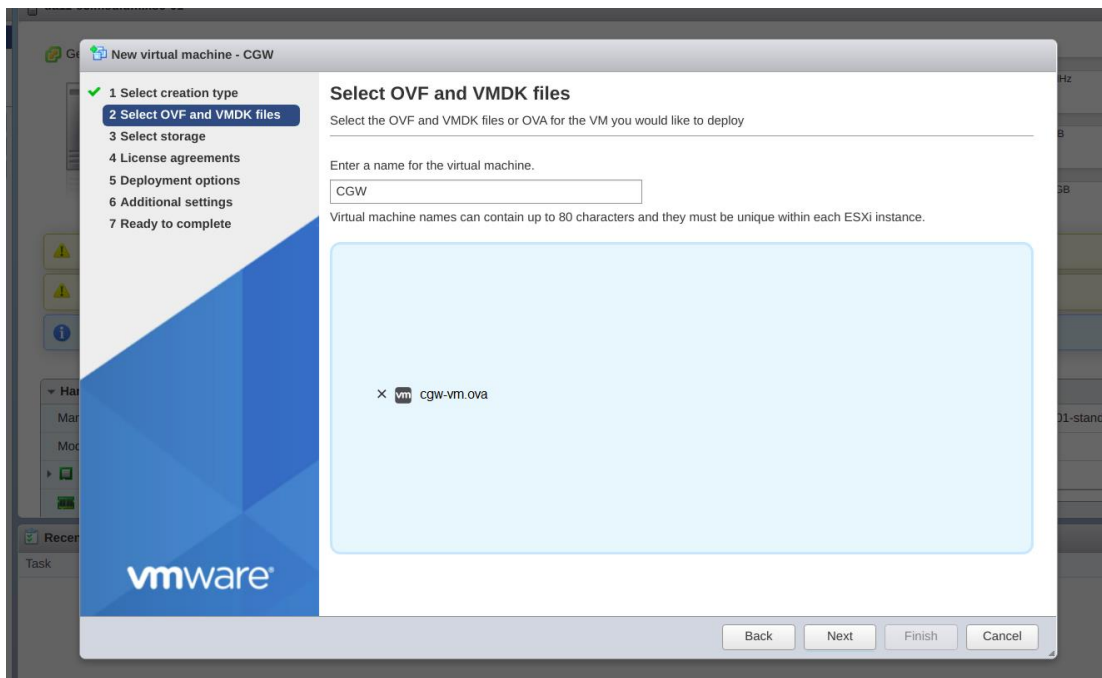 New virtual machine - CGW
1 Select creation type
2 Select OVF and VMDK files
3 Select storage
4 License agreements
5 Deployment options
6 Additional settings
7 Ready to complete
vmware®
Select OVF and VMDK files
Select the OVF and VMDK files or OVA for the VM you would like to deploy
Enter a name for the virtual machine.
CGW
Virtual machine names can contain up to 80 characters and they must be unique within each ESXi instance.
vm cgw-vm.ova
Back Next Finish Cancel
Task